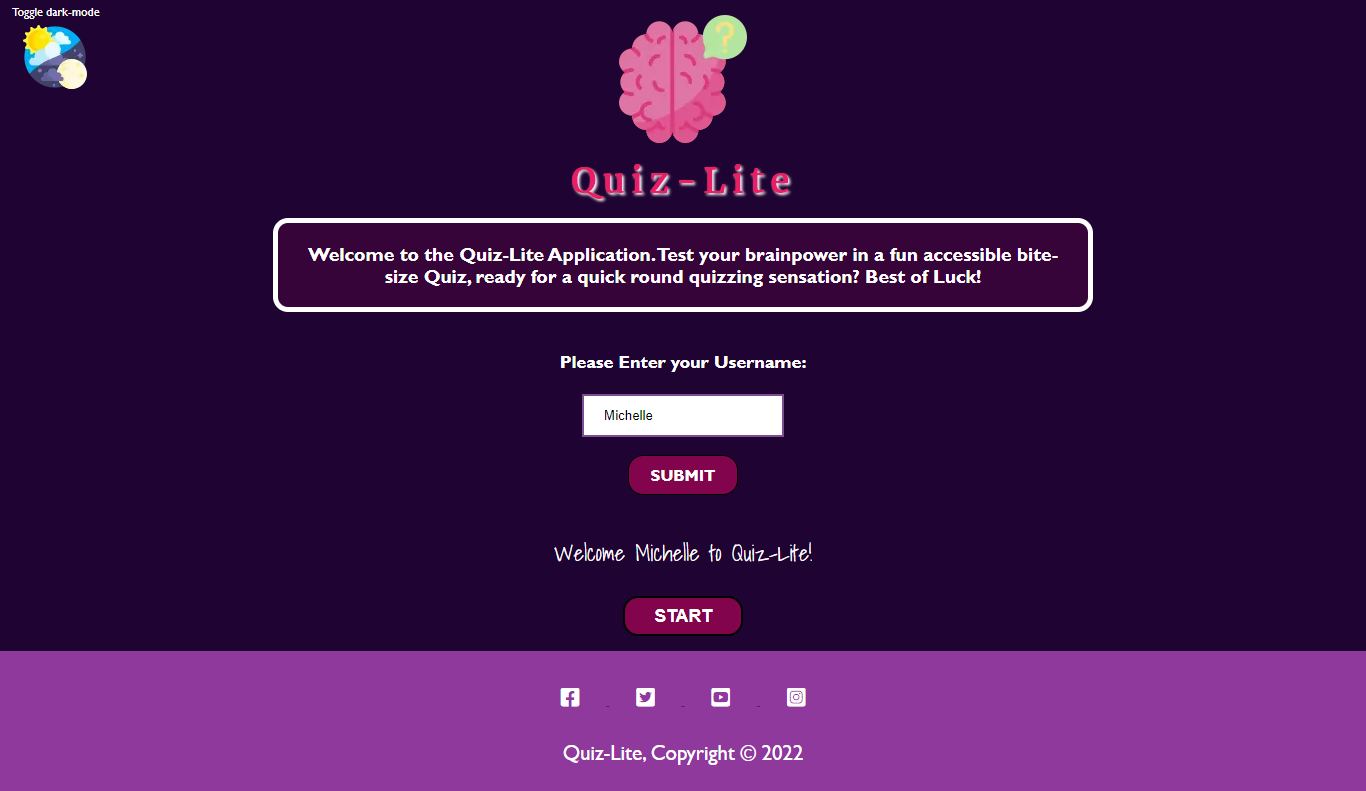 Toggle dark-mode
?
Quiz-Lite
Welcome to the Quiz-Lite Application. Test your brainpower in a fun accessible bite-
size Quiz, ready for a quick round quizzing sensation? Best of Luck!
Please Enter your Username:
Michelle
SUBMIT
Welcome Michelle to Quiz-Lite!
START
Quiz-Lite, Copyright © 2022